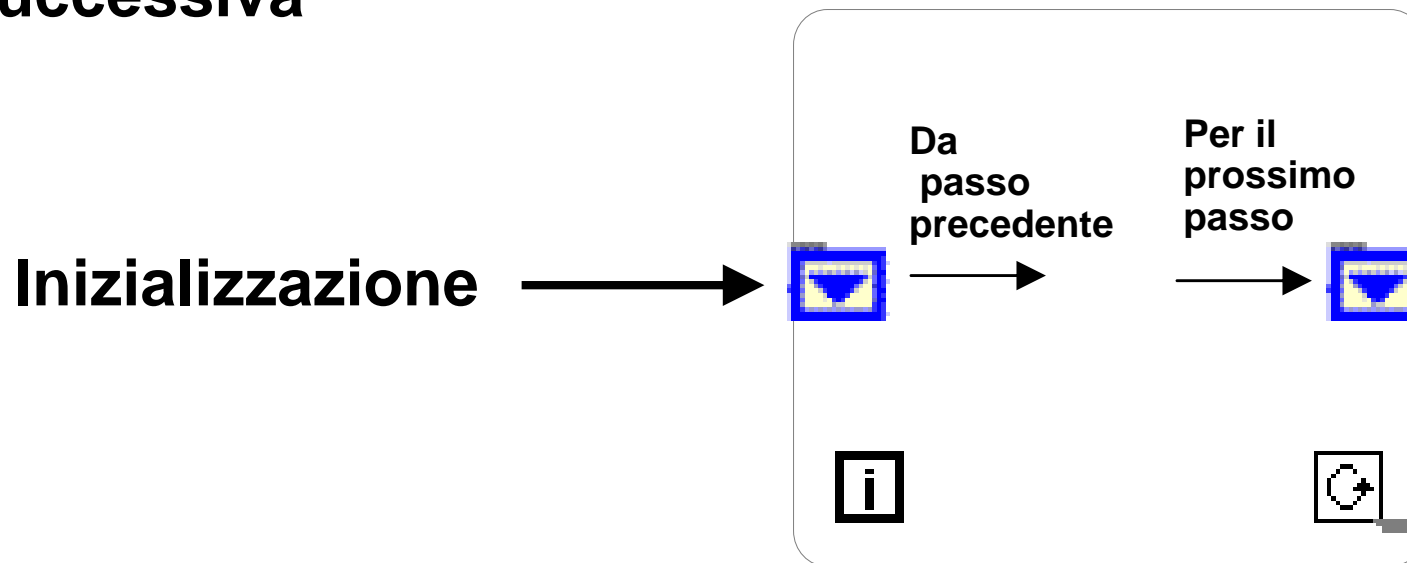 uccessiva
Da
passo
precedente
Per il
prossimo
passo
Inizializzazione
i